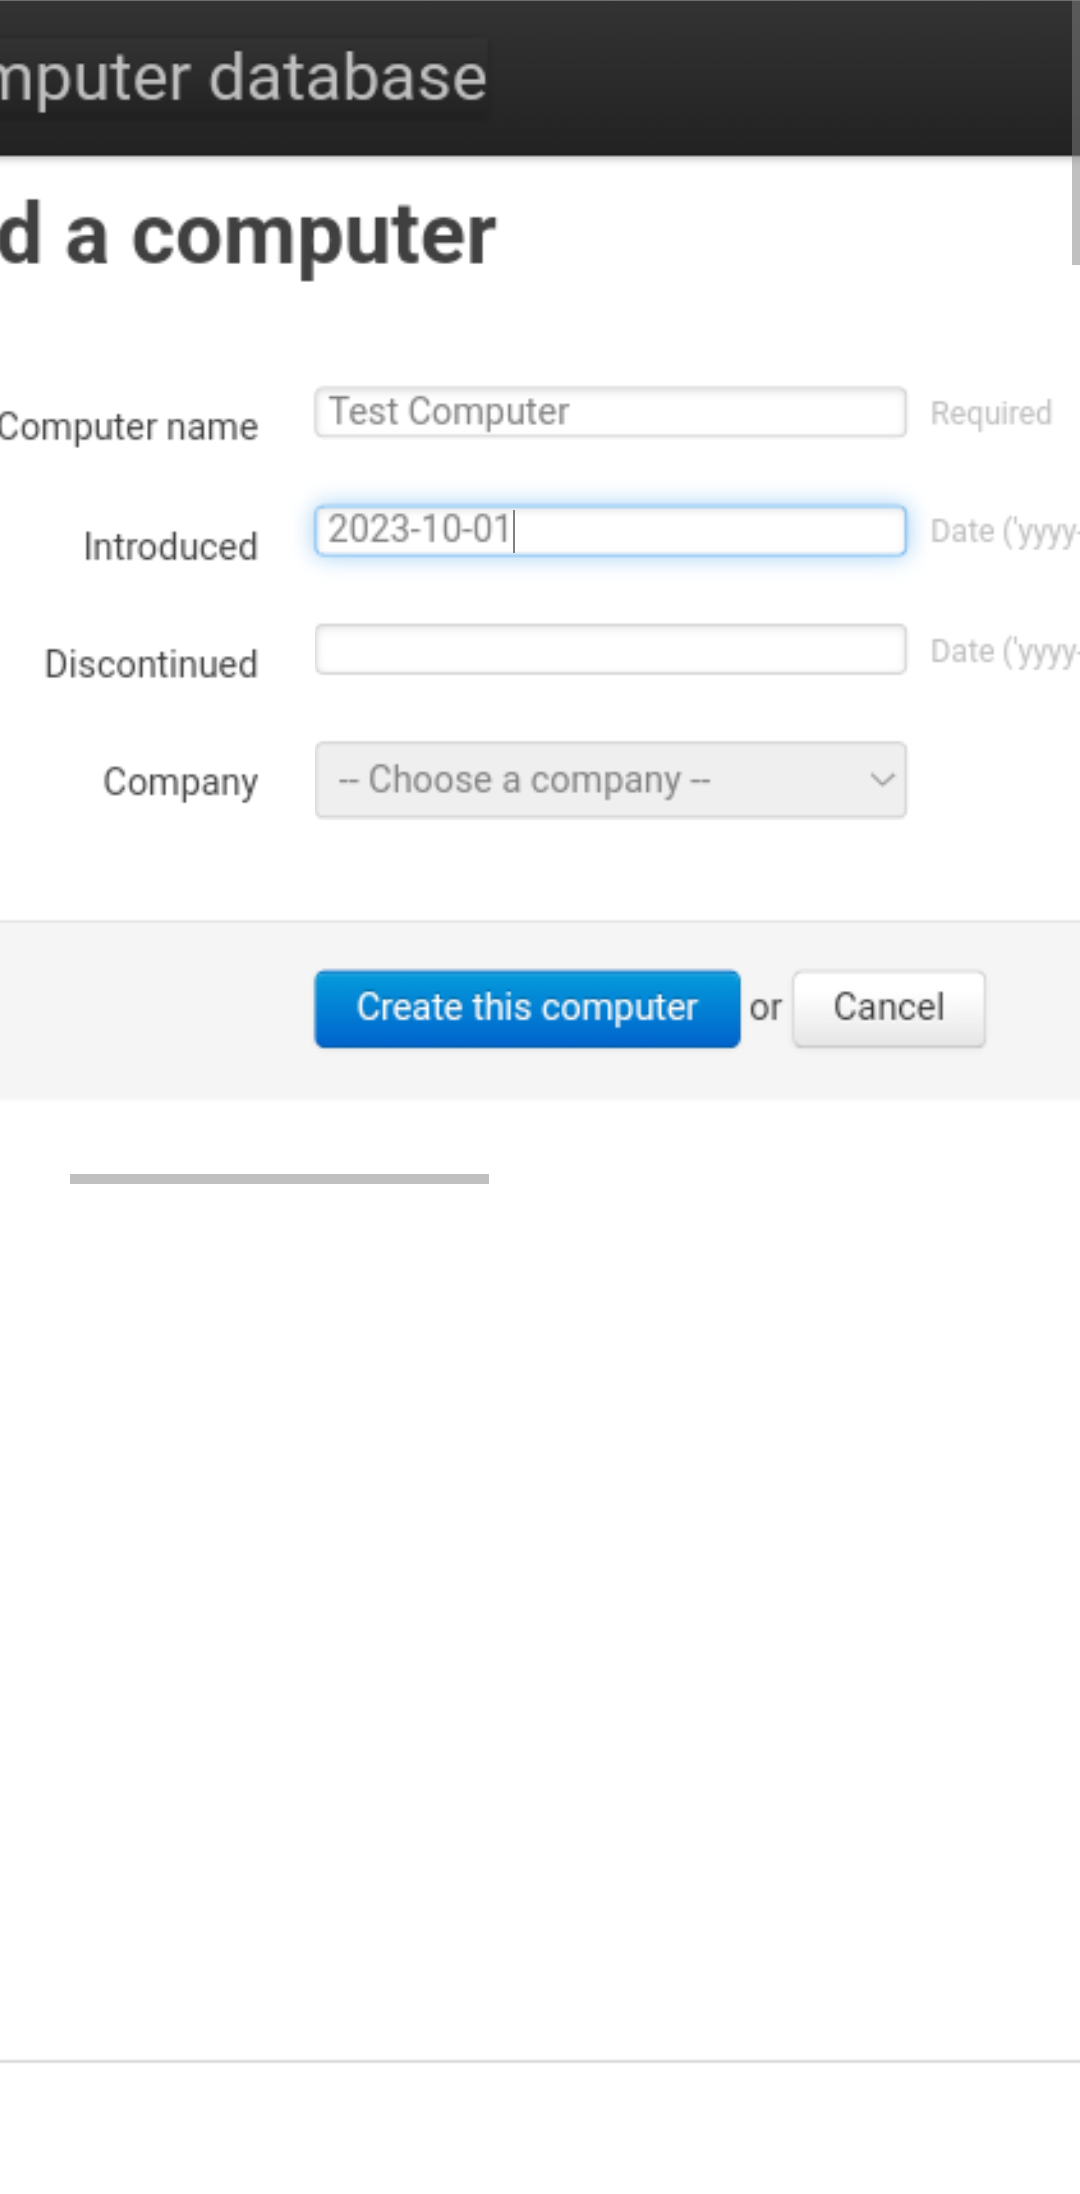 mputer database
d a computer
Computer name Test Computer Required
Introduced 2023-10-01 Date ('yyyy-
Discontinued Date ('yyyy-
Company -- Choose a company --
Create this computer or Cancel